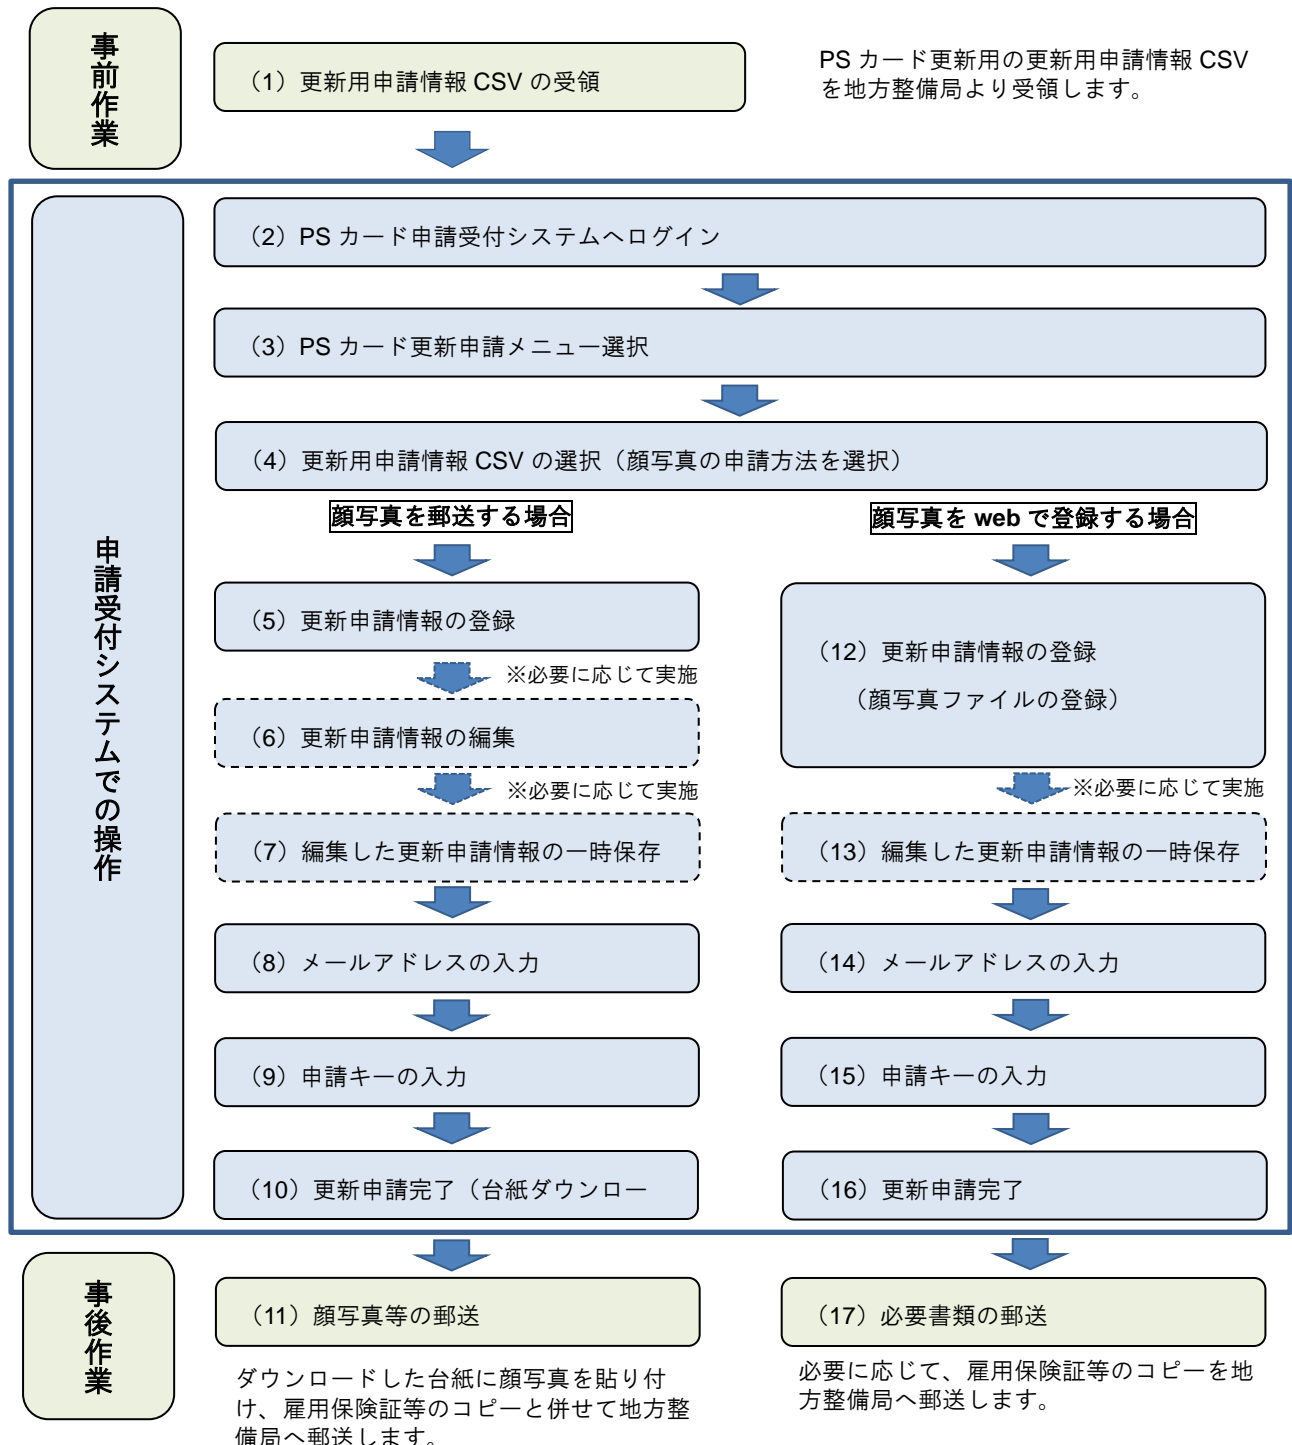 事前作業
（1）更新用申請情報 CSV の受領
PS カード更新用の更新用申請情報 CSV
を地方整備局より受領します。
申請受付システムでの操作
（2）PS カード申請受付システムへログイン
（3）PS カード更新申請メニュー選択
（4）更新用申請情報 CSV の選択（顔写真の申請方法を選択）
顔写真を郵送する場合
（5）更新申請情報の登録
※必要に応じて実施
（6）更新申請情報の編集
※必要に応じて実施
（7）編集した更新申請情報の一時保存
（8）メールアドレスの入力
（9）申請キーの入力
（10）更新申請完了（台紙ダウンロー
顔写真を web で登録する場合
（12）更新申請情報の登録
（顔写真ファイルの登録）
※必要に応じて実施
（13）編集した更新申請情報の一時保存
（14）メールアドレスの入力
（15）申請キーの入力
（16）更新申請完了
事後作業
（11）顔写真等の郵送
ダウンロードした台紙に顔写真を貼り付
け、雇用保険証等のコピーと併せて地方整
備局へ郵送します。
（17）必要書類の郵送
必要に応じて、雇用保険証等のコピーを地
方整備局へ郵送します。